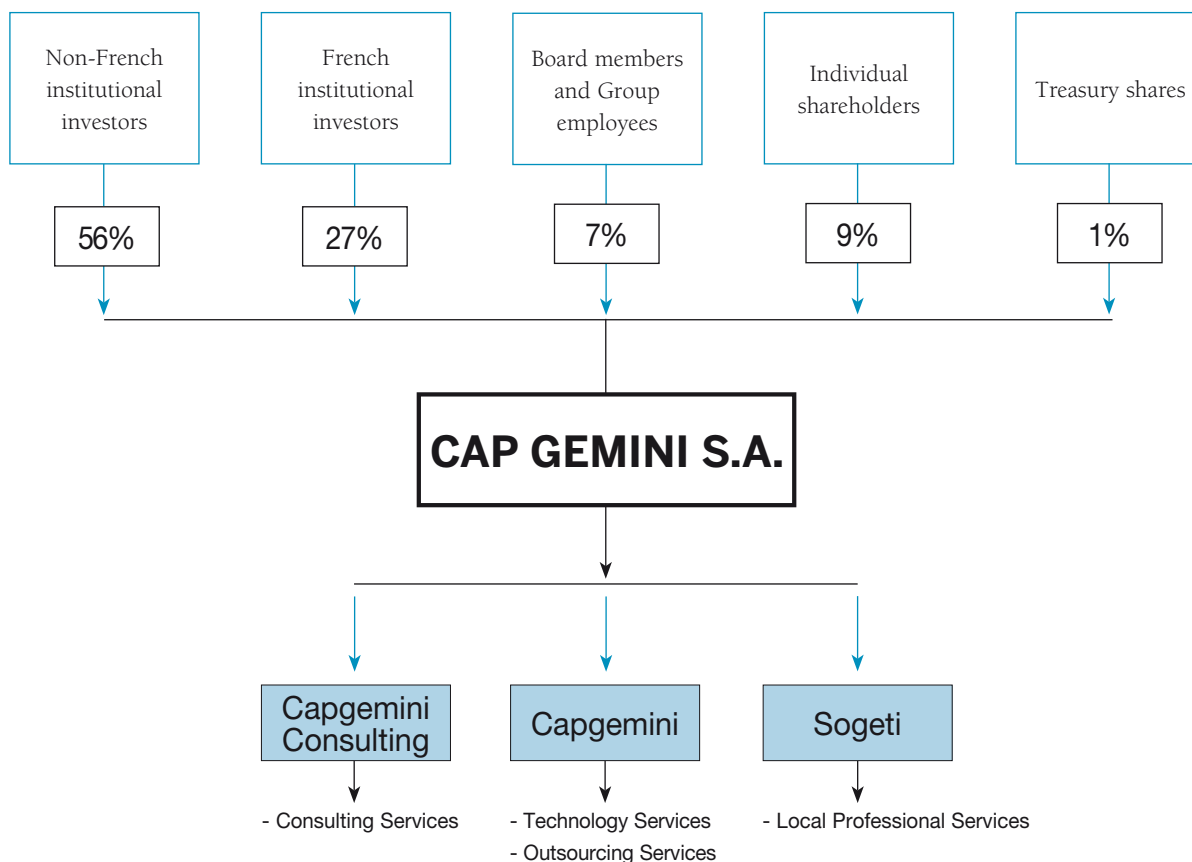 Non-French
institutional
investors
French
institutional
investors
Board members
and Group
employees
Individual
shareholders
Treasury shares
56%
27%
7%
9%
1%
CAP GEMINI S.A.
Capgemini
Consulting
Capgemini
Sogeti
- Consulting Services
- Technology Services
- Outsourcing Services
- Local Professional Services